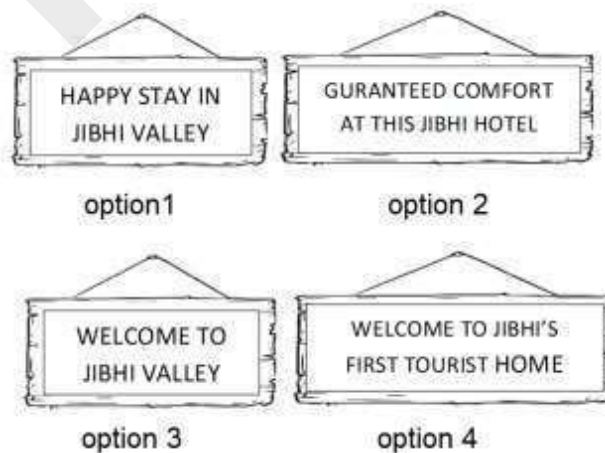 HAPPY STAY IN
JIBHI VALLEY
option1
GURANTEED COMFORT
AT THIS JIBHI HOTEL
option 2
WELCOME TO
JIBHI VALLEY
option 3
WELCOME TO JIBHI'S
FIRST TOURIST HOME
option 4